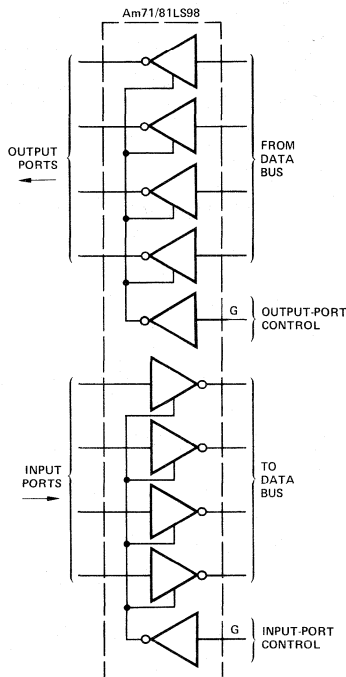 Am71/81LS98
OUTPUT
PORTS
FROM
DATA
BUS
G
OUTPUT-PORT
CONTROL
INPUT
PORTS
TO
DATA
BUS
G
INPUT-PORT
CONTROL